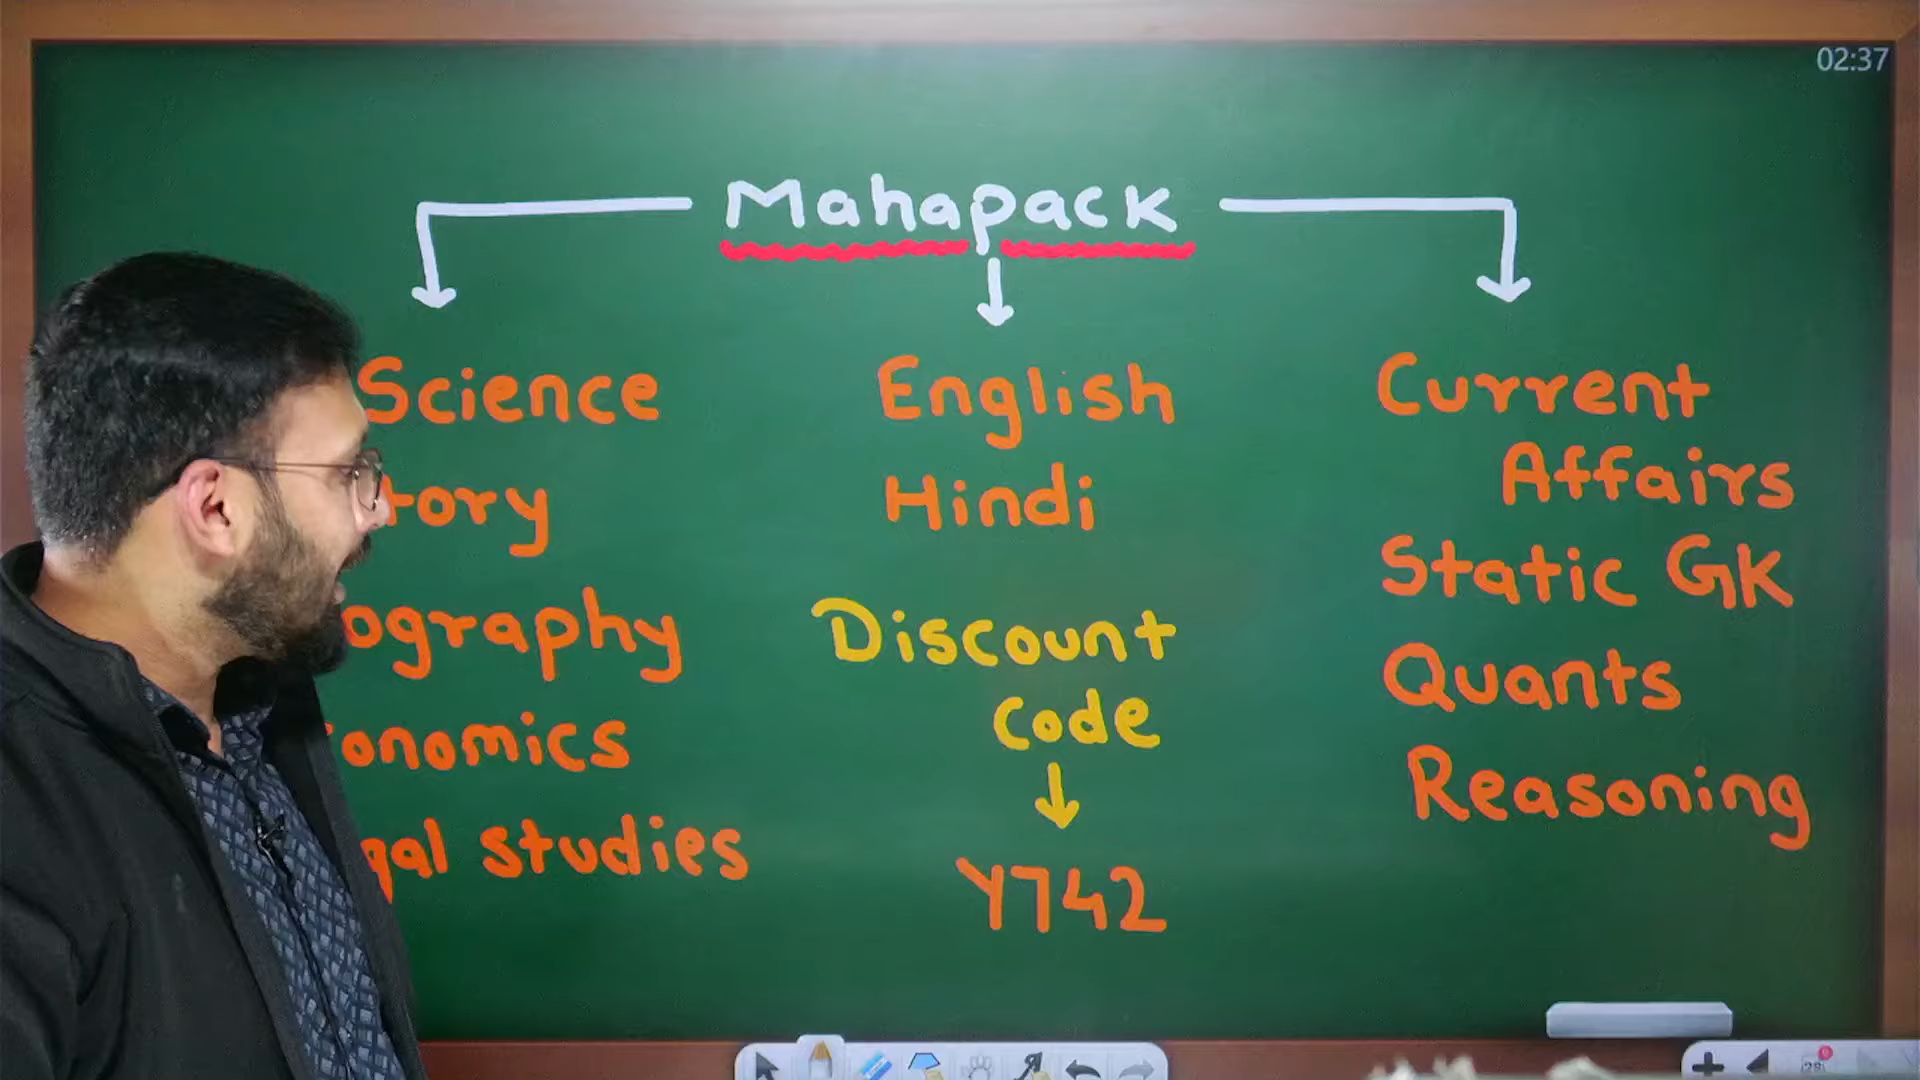 02:37
Mahapack
Science
tory
ography
onomics
gal studies
English
Hindi
Discount
Code
Y742
Current
Affairs
Static GK
Quants
Reasoning